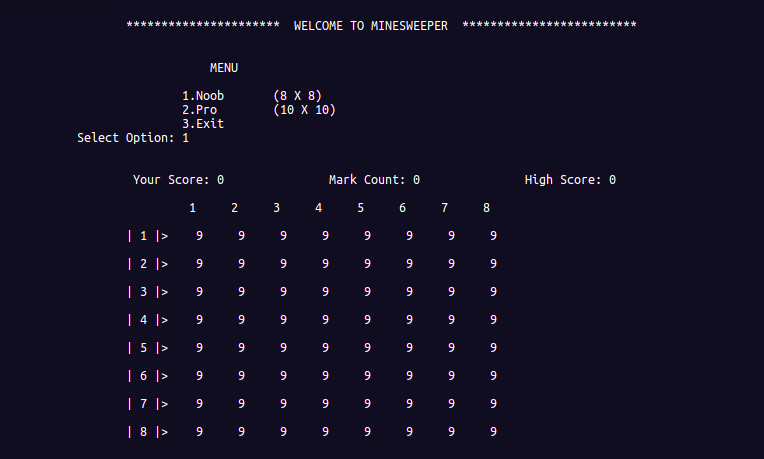 ********************** WELCOME TO MINESWEEPER *************************
MENU
1.Noob (8 X 8)
2.Pro (10 X 10)
3.Exit
Select Option: 1
Your Score: 0 Mark Count: 0 High Score: 0
1 2 3 4 5 6 7 8
| 1 |> 9 9 9 9 9 9 9 9
| 2 |> 9 9 9 9 9 9 9 9
| 3 |> 9 9 9 9 9 9 9 9
| 4 |> 9 9 9 9 9 9 9 9
| 5 |> 9 9 9 9 9 9 9 9
| 6 |> 9 9 9 9 9 9 9 9
| 7 |> 9 9 9 9 9 9 9 9
| 8 |> 9 9 9 9 9 9 9 9